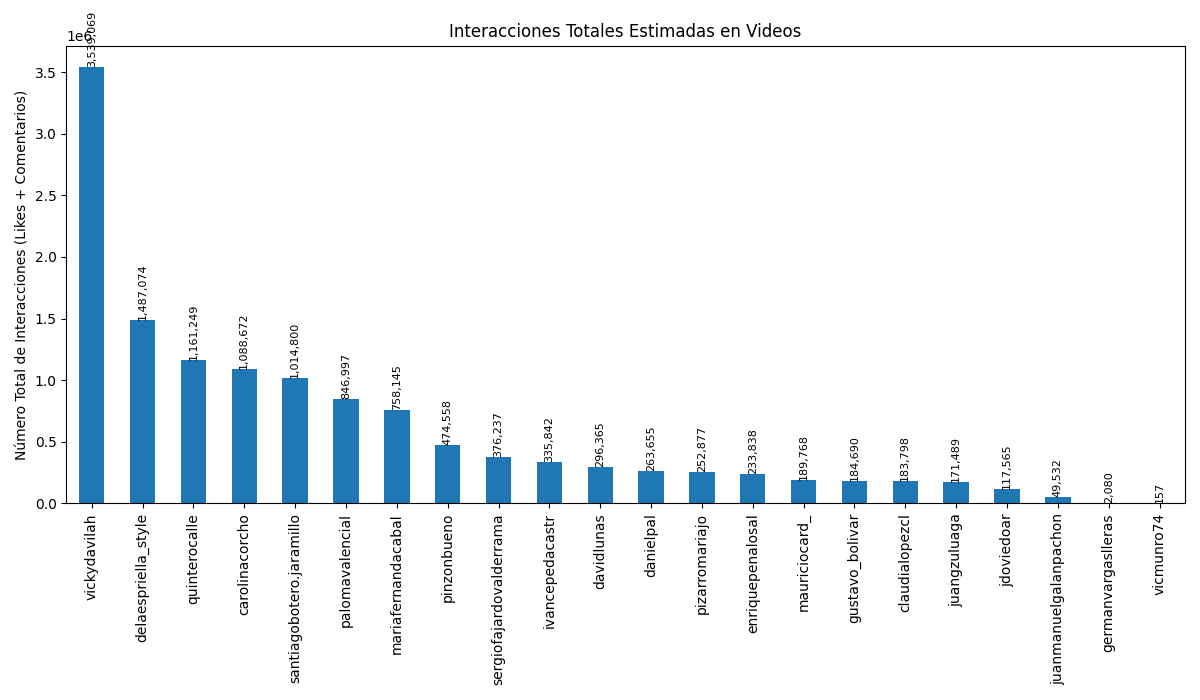 Interacciones Totales Estimadas en Videos
1e6
Número Total de Interacciones (Likes + Comentarios)
3.5
3.0
2.5
2.0
1.5
1.0
0.5
0.0
3,539,069
1,487,074
1,161,249
1,088,672
1,014,800
846,997
758,145
474,558
376,237
335,842
296,365
263,655
252,877
233,838
189,768
184,690
183,798
171,489
117,565
49,532
2,080
157
vickydavilah
delaespriella_style
quinterocalle
carolinacorcho
santiagobotero.jaramillo
palomavalencial
mariafernandacabal
pinzonbueno
sergiofajardovalderrama
ivancepedacastr
davidlunas
danielpal
pizarromariajo
enriquepenalosal
mauriciocard_
gustavo_bolivar
claudialopezcl
juangzuluaga
jdoviedoar
juanmanuelgalanpachon
germanvargaslleras
vicmunro74